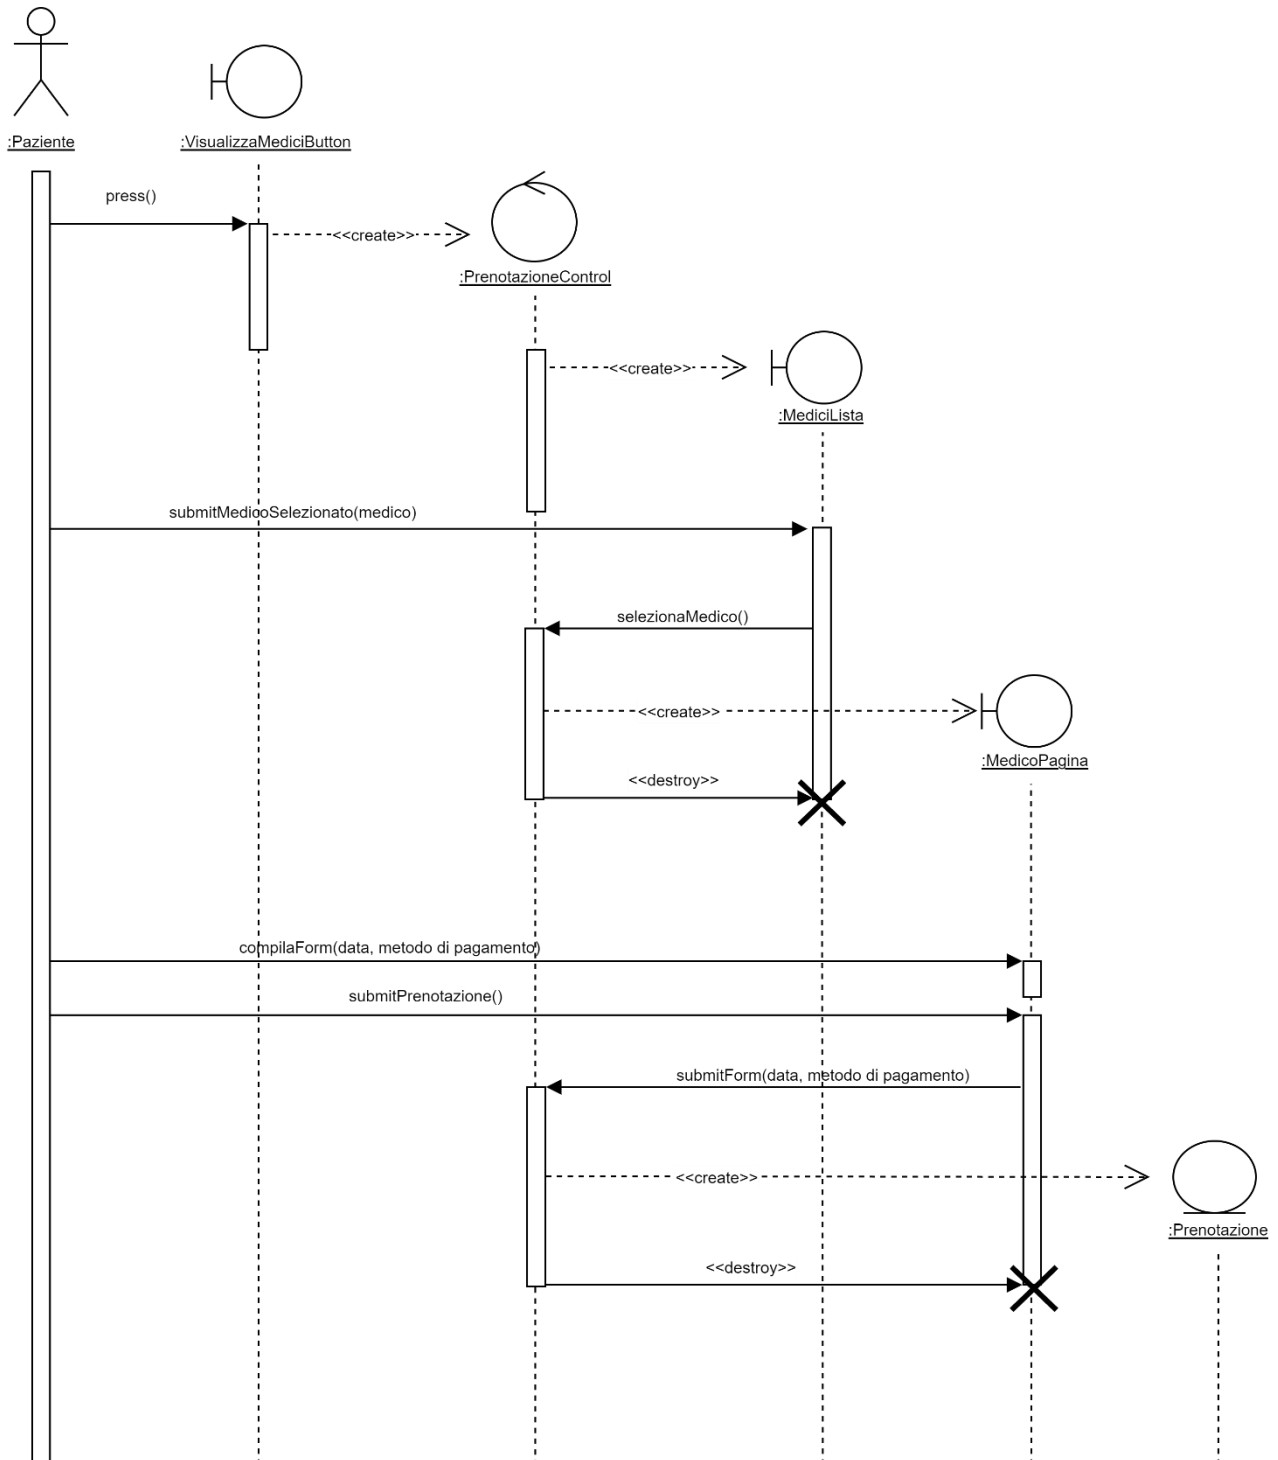 :Paziente
:VisualizzaMediciButton
press()
<<create>>
:PrenotazioneControl
<<create>>
:MediciLista
submitMedicoSelezionato(medico)
selezionaMedico()
<<create>>
:MedicoPagina
<<destroy>>
compilaForm(data, metodo di pagamento)
submitPrenotazione()
submitForm(data, metodo di pagamento)
<<create>>
:Prenotazione
<<destroy>>